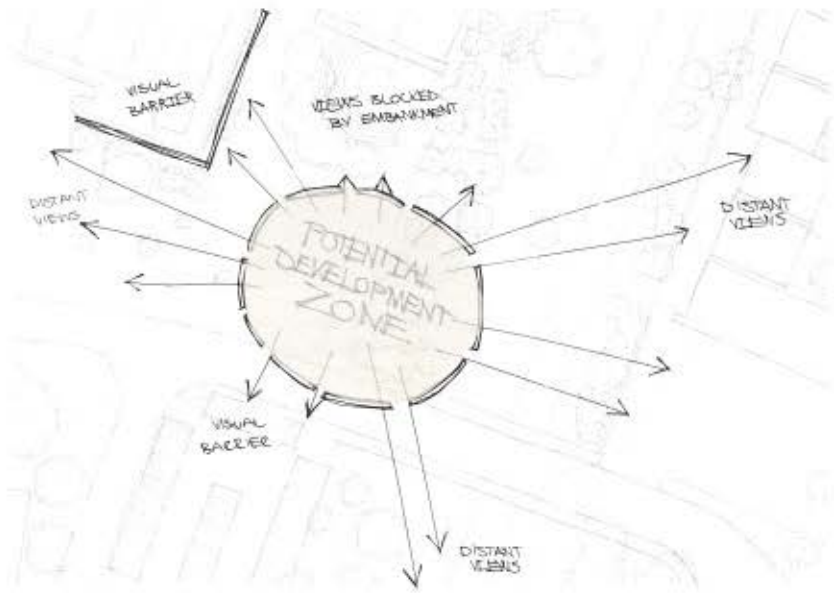 VISUAL
BARRIER
VIEWS BLOCKED
BY EMBANKMENT
DISTANT
VIEWS
DISTANT
VIEWS
POTENTIAL
DEVELOPMENT
ZONE
VISUAL
BARRIER
DISTANT
VIEWS